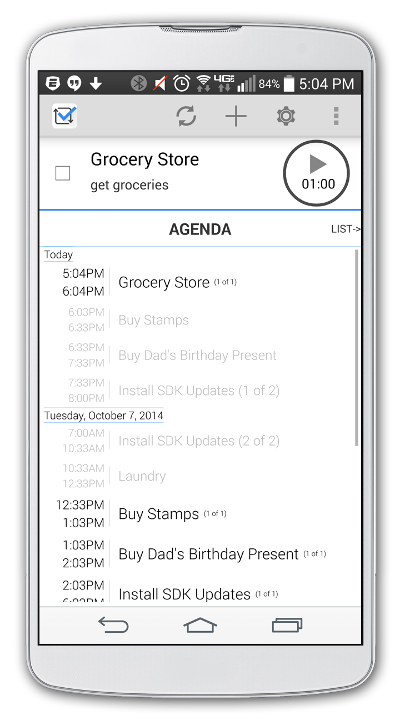 4G LTE 84% 5:04 PM
Grocery Store
get groceries
01:00
AGENDA LIST->
Today
5:04PM
6:04PM Grocery Store (1 of 1)
6:03PM
6:33PM Buy Stamps
6:33PM
7:33PM Buy Dad's Birthday Present
7:33PM
8:00PM Install SDK Updates (1 of 2)
Tuesday, October 7, 2014
7:00AM
10:33AM Install SDK Updates (2 of 2)
10:33AM
12:33PM Laundry
12:33PM
1:03PM Buy Stamps (1 of 1)
1:03PM
2:03PM Buy Dad's Birthday Present (1 of 1)
2:03PM
Install SDK Updates (1 of 1)